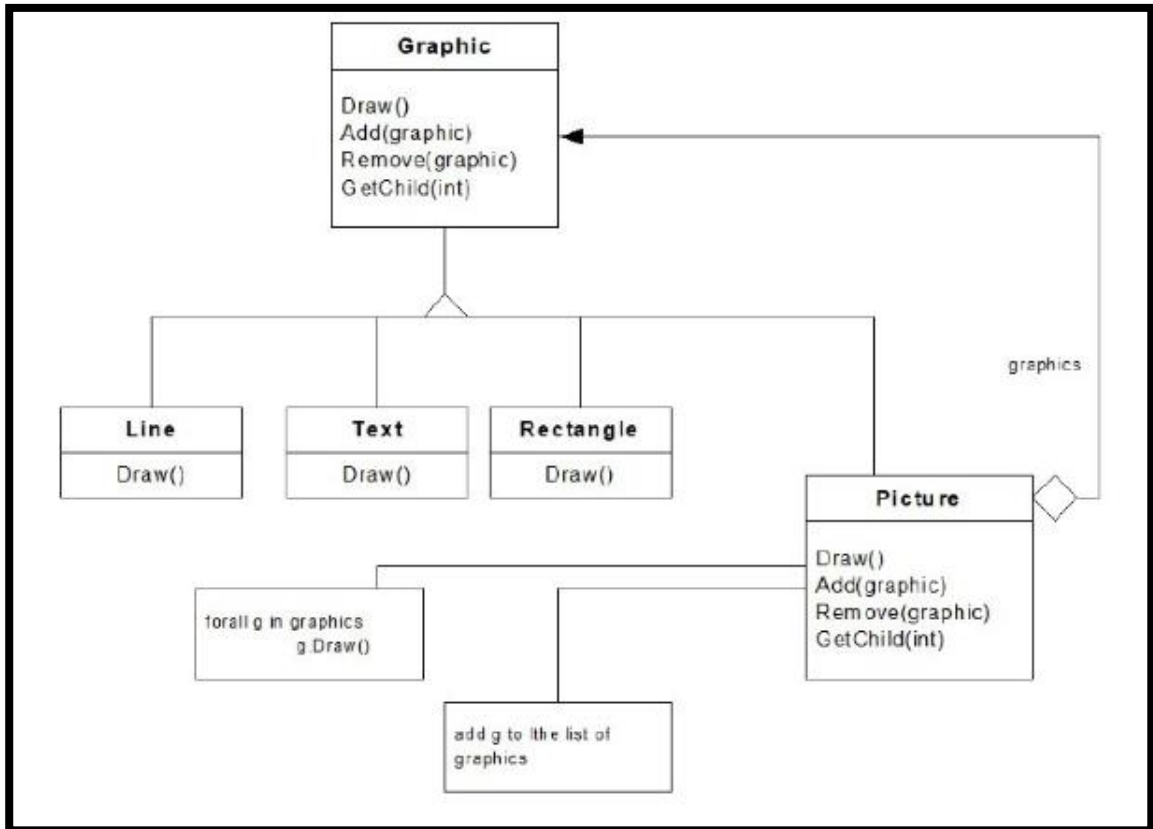 Graphic
Draw()
Add(graphic)
Remove(graphic)
GetChild(int)
graphics
Line
Draw()
Text
Draw()
Rectangle
Draw()
Picture
Draw()
Add(graphic)
Remove(graphic)
GetChild(int)
forall g in graphics
g.Draw()
add g to lthe list of
graphics